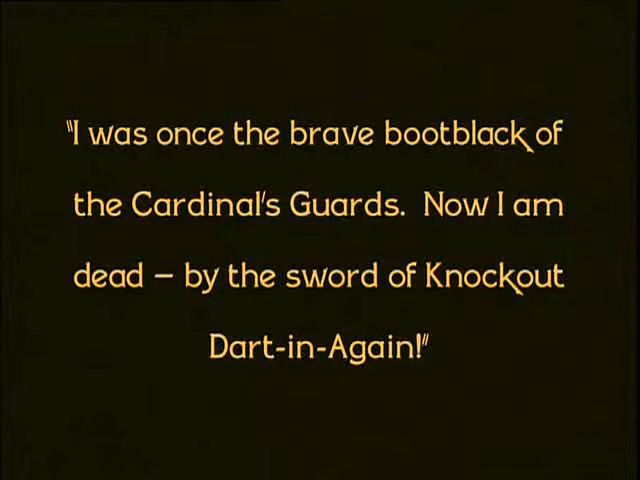 "I was once the brave bootblack of
the Cardinal's Guards. Now I am
dead – by the sword of Knockout
Dart-in-Again!"